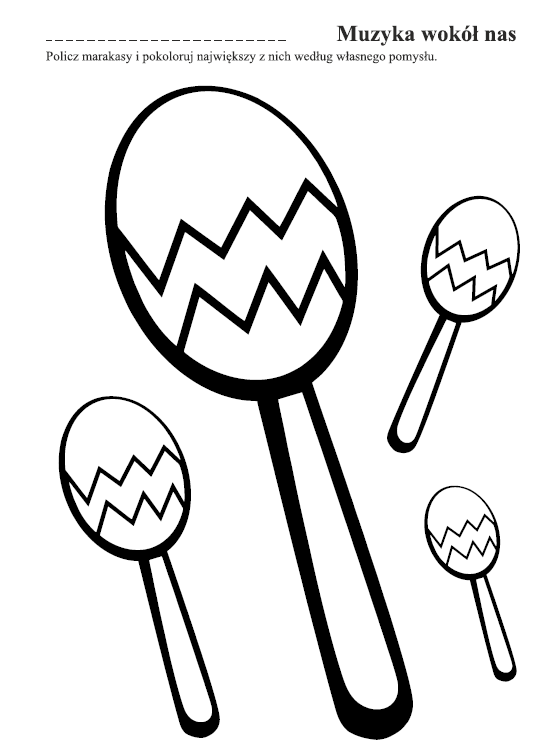 Muzyka wokół nas
Policz marakasy i pokoloruj największy z nich według własnego pomysłu.